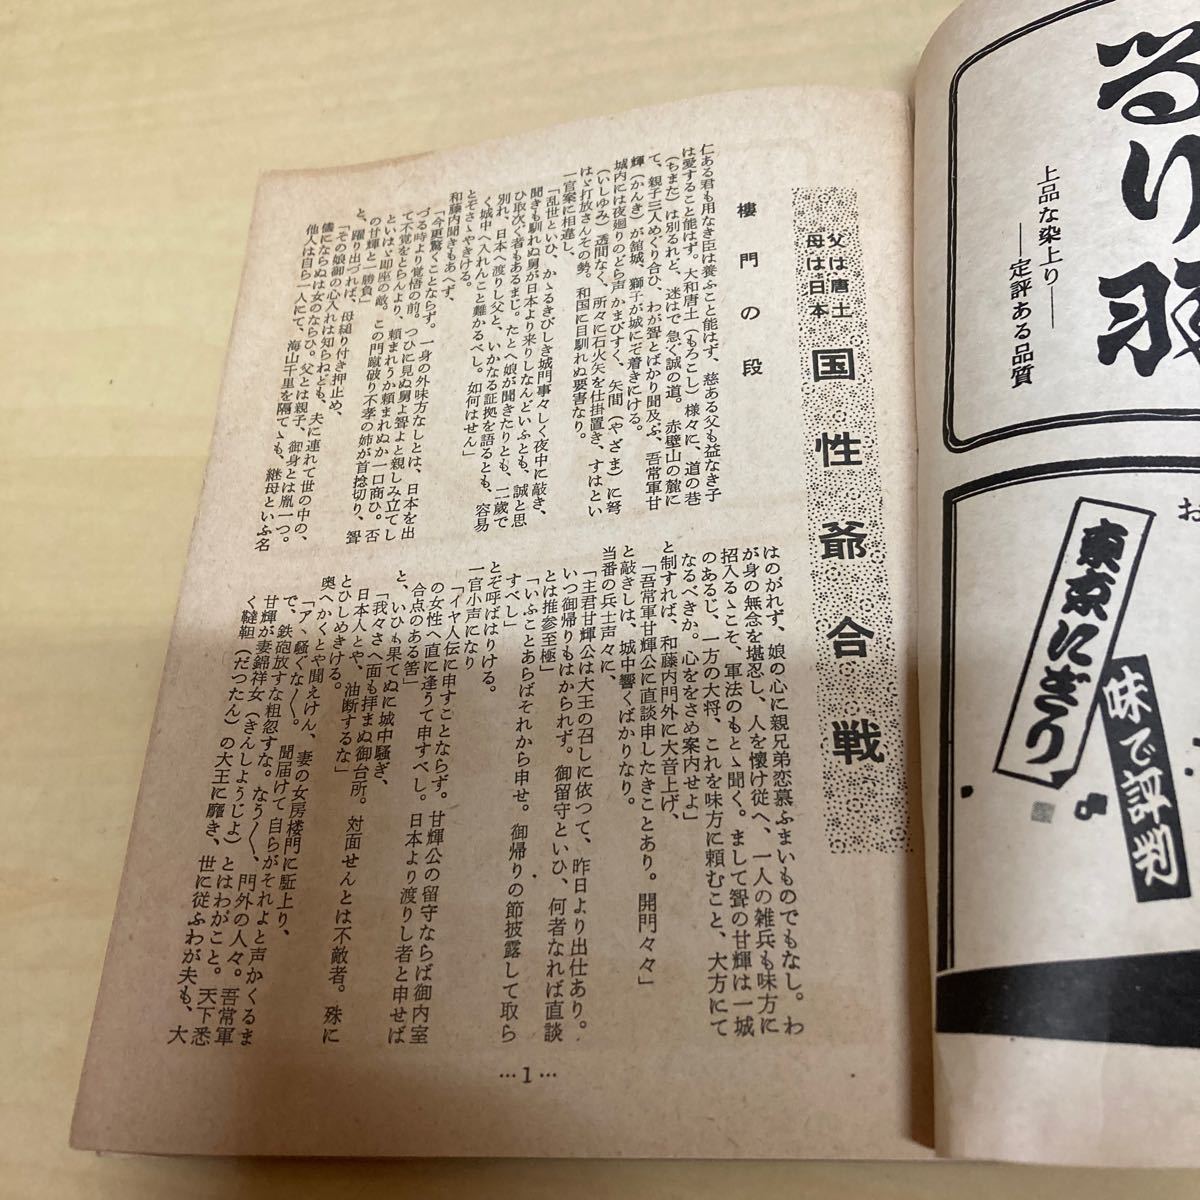 父は唐土
母は日本
国性爺合戦
樓門の段
仁ある君も用なき臣は養ふこと能はず、慈ある父も益なき子
は愛すること能はず。大和唐土（もろこし）様々に、道の巷
（ちまた）は別るれど、迷はで急ぐ誠の道。赤壁山の麓に
て、親子三人めぐり合ひ、わが聟とばかり聞及ぶ、吾常軍甘
輝（かんき）が館城、獅子が城にぞ着きにける。
城内には夜廻りのどら声かまびすく、矢間（やざま）に弩
（いしゆみ）透間なく、所々に石火矢を仕掛置き、すはとい
はゞ打放さんその勢。和国に目馴れぬ要害なり。
一官案に相違し、
「乱世といひ、かゝるきびしき城門事々しく夜中に敲き、
聞きも馴れぬ舅が日本より来りしなんどいふとも、誠と思
ひ取次ぐ者もあるまじ。たとへ娘が聞きたりとも、二歳で
別れ、日本へ渡りし父と、いかなる証拠を語るとも、容易
く城中へ入れんこと難かるべし。如何はせん」
とぞさゝやきける。
和藤内聞きもあへず、
「今更驚くことならず。一身の外味方なしとは、日本を出
づる時より覚悟の前。つひに見ぬ舅よ聟よと親しみ立てし
て不覚をとらんより、頼まれうか頼まれぬか一口商ひ。否
といはゞ即座の敵。この門蹴破り不孝の姉が首捻切り、聟
の甘輝と一勝負」
と、躍り出づれば、母縋り付き押止め、
「その娘御の心入れは知らねども、夫に連れて世の中の、
儘にならぬは女のならひ。父とは親子、御身とは胤一つ。
他人は自ら一人にて、海山千里を隔てゝも、継母といふ名
はのがれず、娘の心に親兄弟恋慕ふまいものでもなし。わ
が身の無念を堪忍し、人を懐け従へ、一人の雑兵も味方に
招入るゝこそ、軍法のもとゝ聞く。まして聟の甘輝は一城
のあるじ、一方の大将、これを味方に頼むこと、大方にて
なるべきか。心ををさめ案内せよ」
と制すれば、和藤内門外に大音上げ、
「吾常軍甘輝公に直談申したきことあり。開門々々」
と敲きしは、城中響くばかりなり。
当番の兵士声々に、
「主君甘輝公は大王の召しに依つて、昨日より出仕あり。
いつ御帰りもはかられず。御留守といひ、何者なれば直談
とは推参至極」
「いふことあらばそれから申せ。御帰りの節披露して取ら
すべし」
とぞ呼ばはりける。
一官小声になり
「イヤ人伝に申すことならず。甘輝公の留守ならば御内室
の女性へ直に逢うて申すべし。日本より渡りし者と申せば
合点のある筈」
と、いひも果てぬに城中騒ぎ、
「我々さへ面も拝まぬ御台所。対面せんとは不敵者。殊に
日本人とや、油断するな」
とひしめきける。
奥へかくとや聞えけん、妻の女房楼門に駈上り、
「アヽ騒ぐな〱。聞届けて自らがそれよと声かくるま
で、鉄砲放すな粗忽すな。なう〱、門外の人々。吾常軍
甘輝が妻錦祥女（きんしようじよ）とはわがこと。天下悉
く韃靼（だつたん）の大王に靡き、世に従ふわが夫も、大
…1…
上品な染上り――
――定評ある品質
お
東京にぎり
味で評判